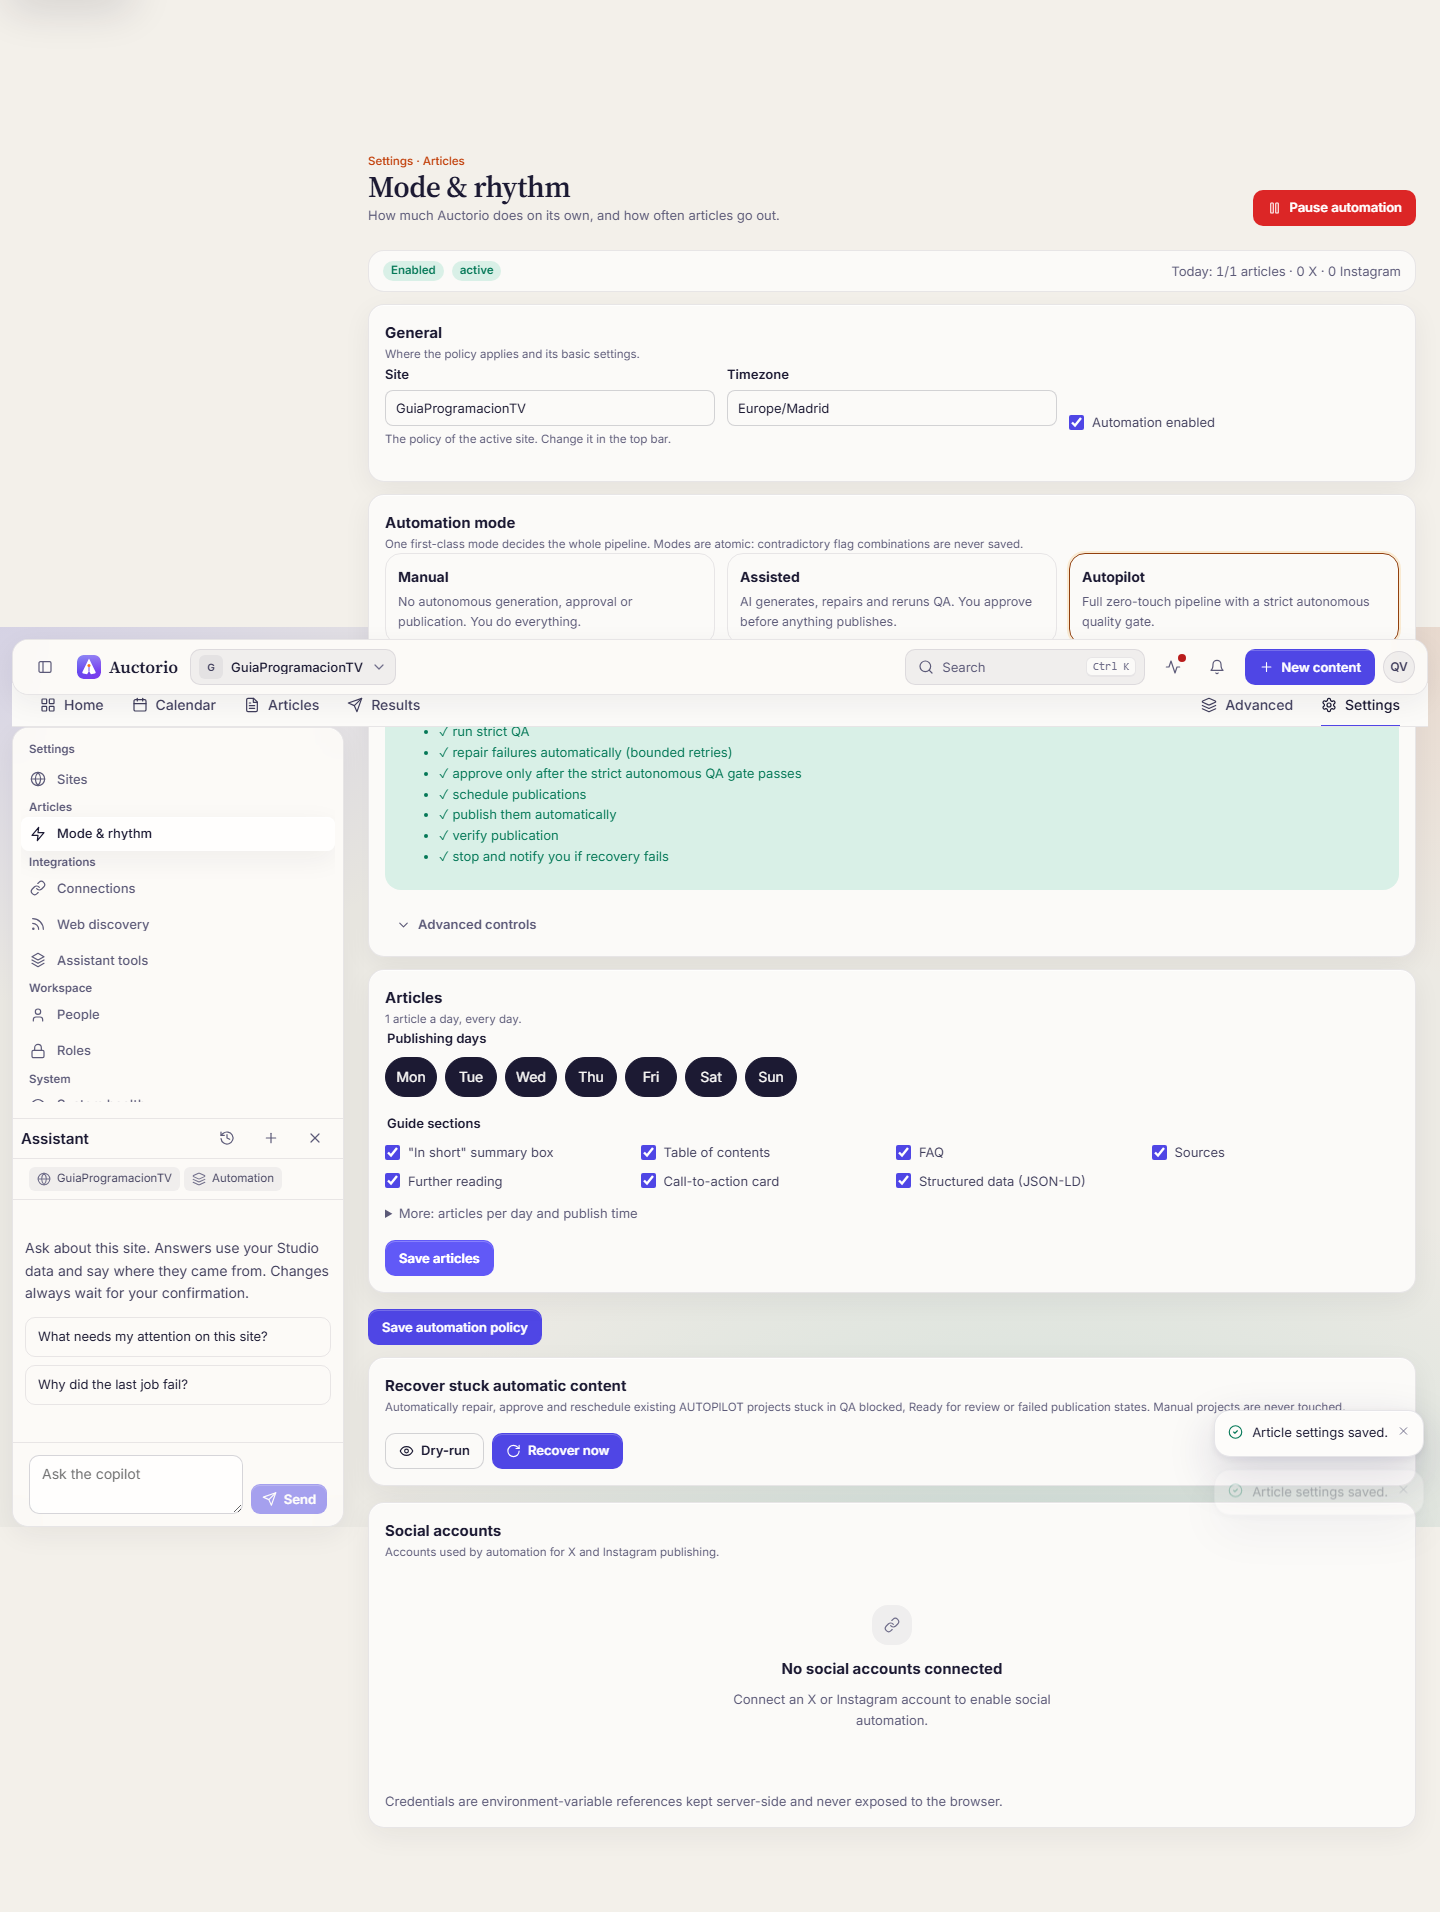 Settings · Articles
Mode & rhythm
How much Auctorio does on its own, and how often articles go out.
Pause automation
Enabled
active
Today: 1/1 articles · 0 X · 0 Instagram
General
Where the policy applies and its basic settings.
Site
Timezone
GuiaProgramacionTV
Europe/Madrid
Automation enabled
The policy of the active site. Change it in the top bar.
Automation mode
One first-class mode decides the whole pipeline. Modes are atomic: contradictory flag combinations are never saved.
Manual
No autonomous generation, approval or
publication. You do everything.
Assisted
AI generates, repairs and reruns QA. You approve
before anything publishes.
Autopilot
Full zero-touch pipeline with a strict autonomous
quality gate.
Auctorio
G
GuiaProgramacionTV
Search
Ctrl K
New content
QV
Home
Calendar
Articles
Results
Advanced
Settings
Settings
Sites
Articles
Mode & rhythm
Integrations
Connections
Web discovery
Assistant tools
Workspace
People
Roles
System
Assistant
GuiaProgramacionTV
Automation
Ask about this site. Answers use your Studio
data and say where they came from. Changes
always wait for your confirmation.
What needs my attention on this site?
Why did the last job fail?
Ask the copilot
Send
• ✓ run strict QA
• ✓ repair failures automatically (bounded retries)
• ✓ approve only after the strict autonomous QA gate passes
• ✓ schedule publications
• ✓ publish them automatically
• ✓ verify publication
• ✓ stop and notify you if recovery fails
Advanced controls
Articles
1 article a day, every day.
Publishing days
Mon
Tue
Wed
Thu
Fri
Sat
Sun
Guide sections
"In short" summary box
Table of contents
FAQ
Sources
Further reading
Call-to-action card
Structured data (JSON-LD)
More: articles per day and publish time
Save articles
Save automation policy
Recover stuck automatic content
Automatically repair, approve and reschedule existing AUTOPILOT projects stuck in QA blocked, Ready for review or failed publication states. Manual projects are never touched.
Dry-run
Recover now
Article settings saved.
Article settings saved.
Social accounts
Accounts used by automation for X and Instagram publishing.
No social accounts connected
Connect an X or Instagram account to enable social
automation.
Credentials are environment-variable references kept server-side and never exposed to the browser.